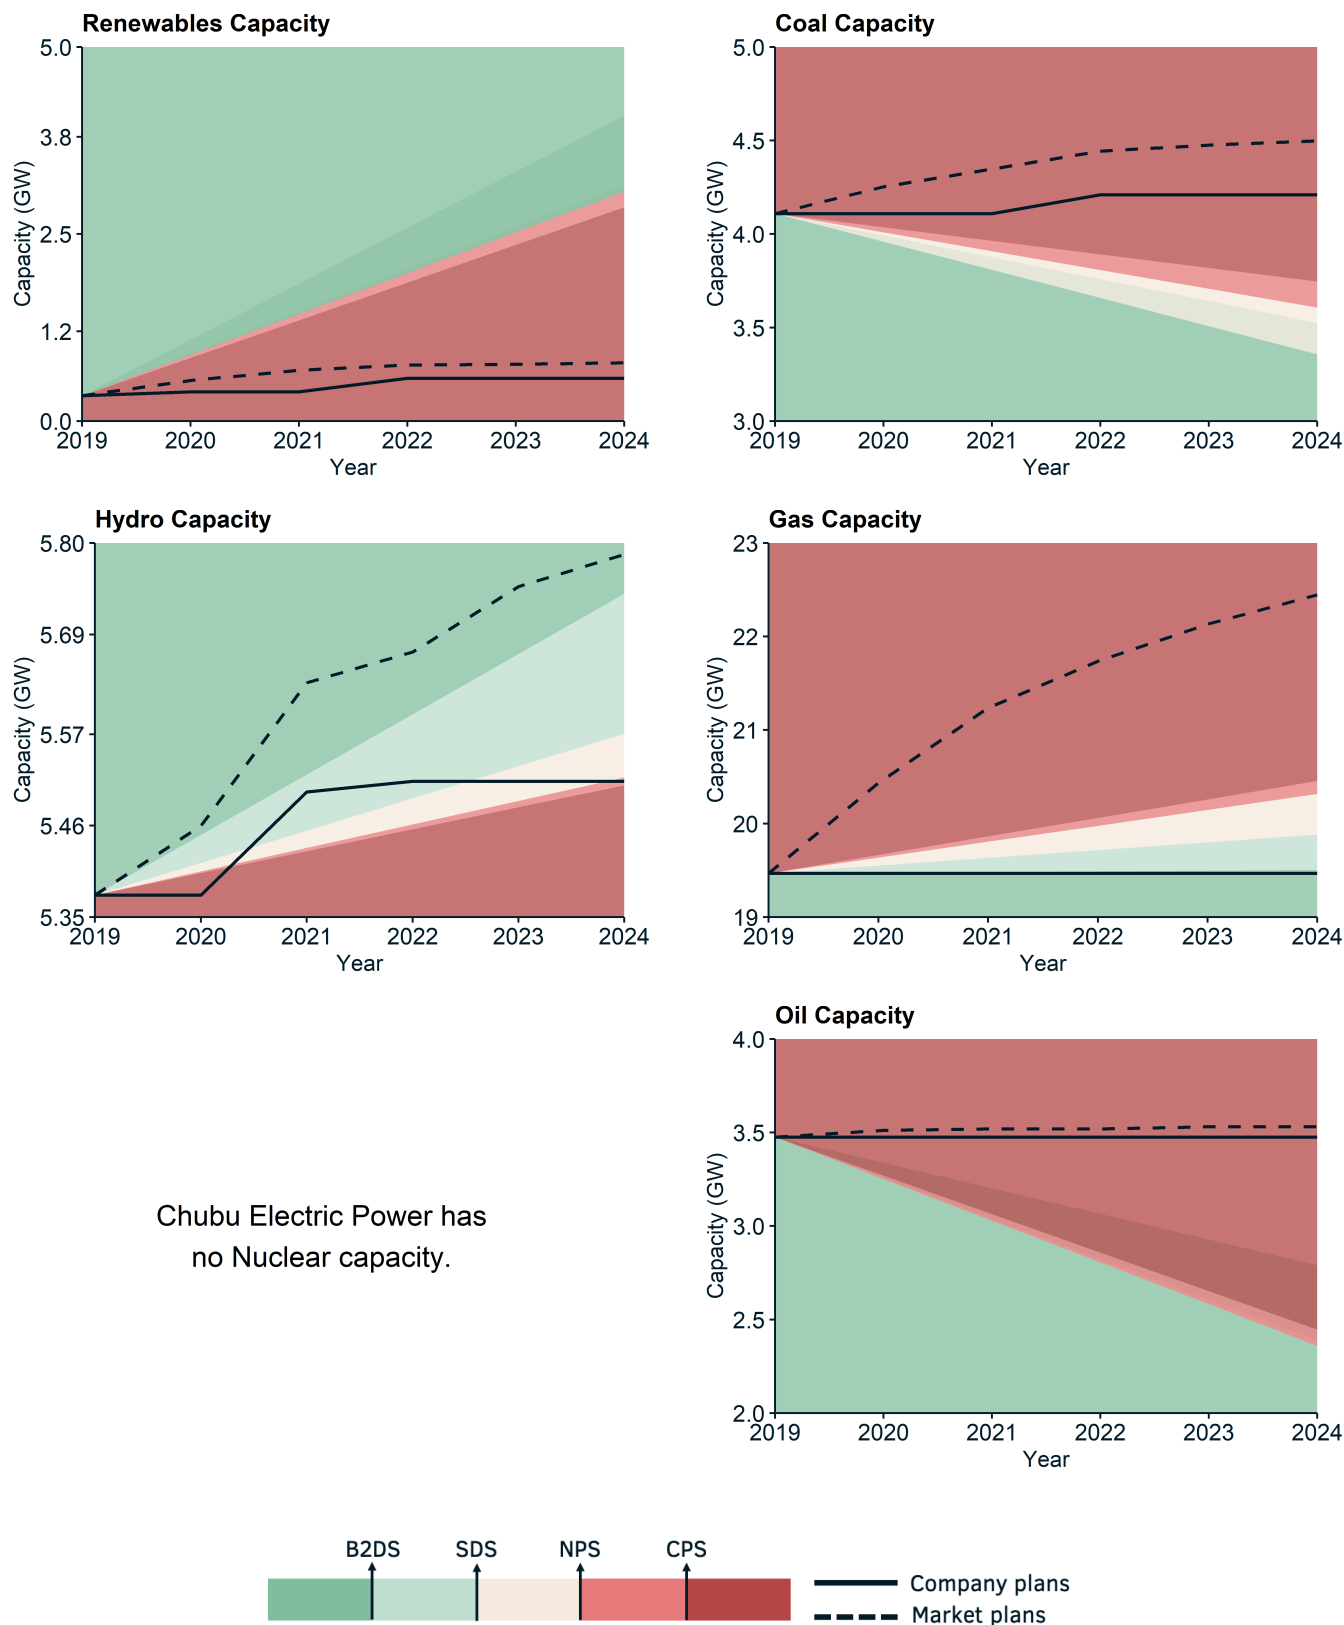 Renewables Capacity
5.0
3.8
2.5
1.2
0.0
Capacity (GW)
2019 2020 2021 2022 2023 2024
Year
Coal Capacity
5.0
4.5
4.0
3.5
3.0
Capacity (GW)
2019 2020 2021 2022 2023 2024
Year
Hydro Capacity
5.80
5.69
5.57
5.46
5.35
Capacity (GW)
2019 2020 2021 2022 2023 2024
Year
Gas Capacity
23
22
21
20
19
Capacity (GW)
2019 2020 2021 2022 2023 2024
Year
Chubu Electric Power has
no Nuclear capacity.
Oil Capacity
4.0
3.5
3.0
2.5
2.0
Capacity (GW)
2019 2020 2021 2022 2023 2024
Year
B2DS SDS NPS CPS
Company plans
Market plans